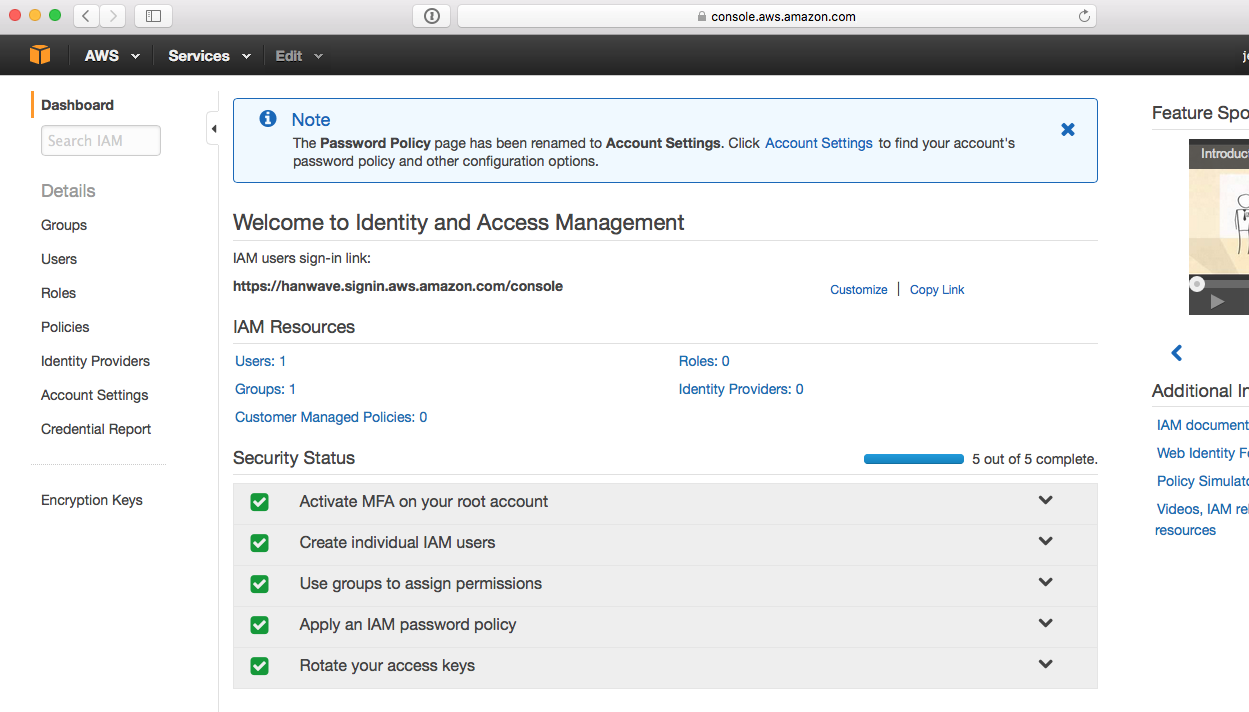 console.aws.amazon.com
AWS Services Edit
Dashboard
Search IAM
Details
Groups
Users
Roles
Policies
Identity Providers
Account Settings
Credential Report
Encryption Keys
Note
The Password Policy page has been renamed to Account Settings. Click Account Settings to find your account's
password policy and other configuration options.
Welcome to Identity and Access Management
IAM users sign-in link:
https://hanwave.signin.aws.amazon.com/console
Customize | Copy Link
IAM Resources
Users: 1
Roles: 0
Groups: 1
Identity Providers: 0
Customer Managed Policies: 0
Security Status
5 out of 5 complete.
Activate MFA on your root account
Create individual IAM users
Use groups to assign permissions
Apply an IAM password policy
Rotate your access keys
Feature Spo
Introduct
Additional In
IAM document
Web Identity Fe
Policy Simulato
Videos, IAM rel
resources